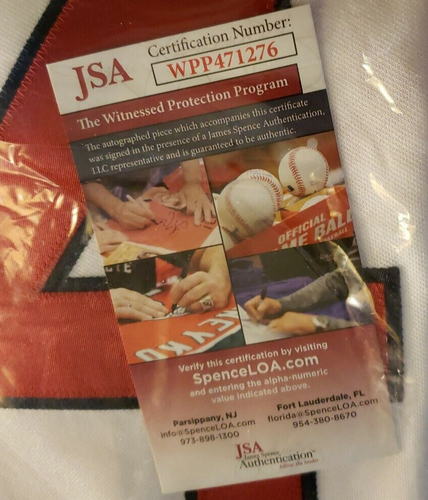 JSA
Certification Number:
WPP471276
The Witnessed Protection Program
The autographed piece which accompanies this certificate
was signed in the presence of a James Spence Authentication,
LLC representative and is guaranteed to be authentic.
OFFICIAL
ME BALL
Verify this certification by visiting
SpenceLOA.com
and entering the alpha-numeric
value indicated above.
Parsippany, NJ
info@SpenceLOA.com
973-898-1300
Fort Lauderdale, FL
florida@SpenceLOA.com
954-380-8670
JSA
James Spence
Authentication